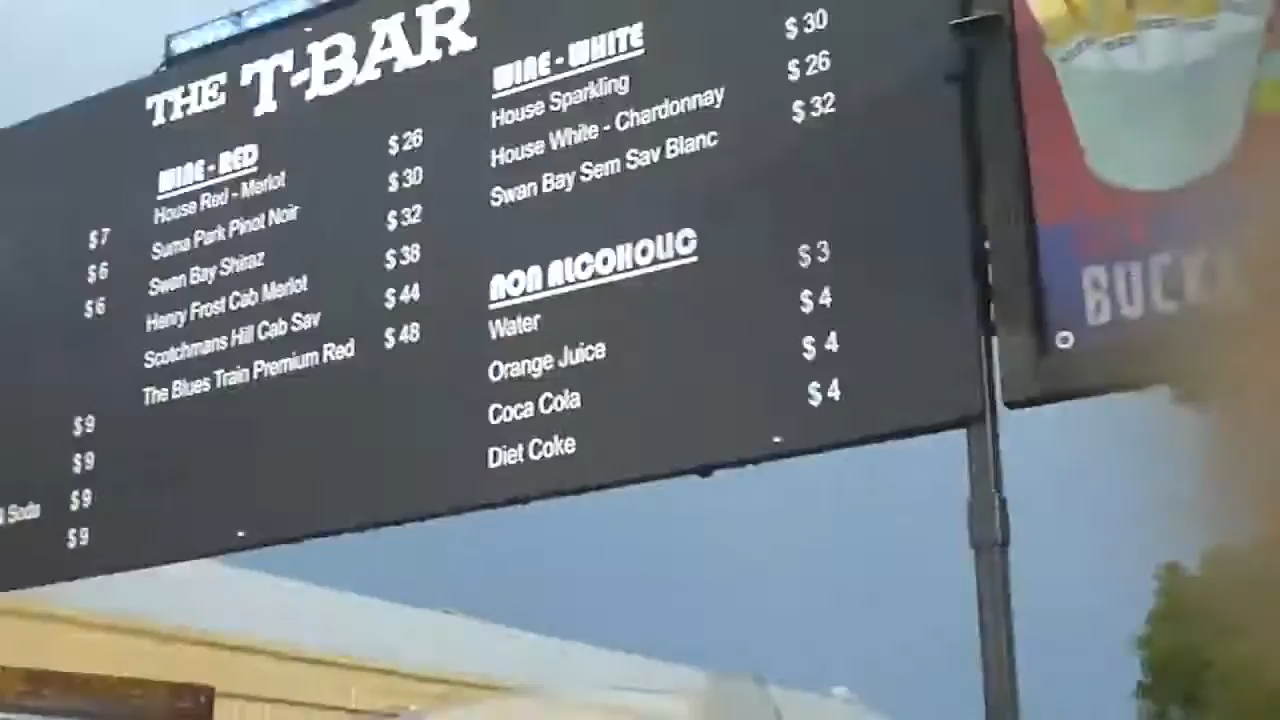 THE T-BAR
$7
$6
$6
$9
$9
Soda $9
$9
WINE - RED
House Red - Merlot $26
Suma Park Pinot Noir $30
Swan Bay Shiraz $32
Henry Frost Cab Merlot $38
Scotchmans Hill Cab Sav $44
The Blues Train Premium Red $48
WINE - WHITE
House Sparkling $30
House White - Chardonnay $26
Swan Bay Sem Sav Blanc $32
NON ALCOHOLIC
Water $3
Orange Juice $4
Coca Cola $4
Diet Coke $4